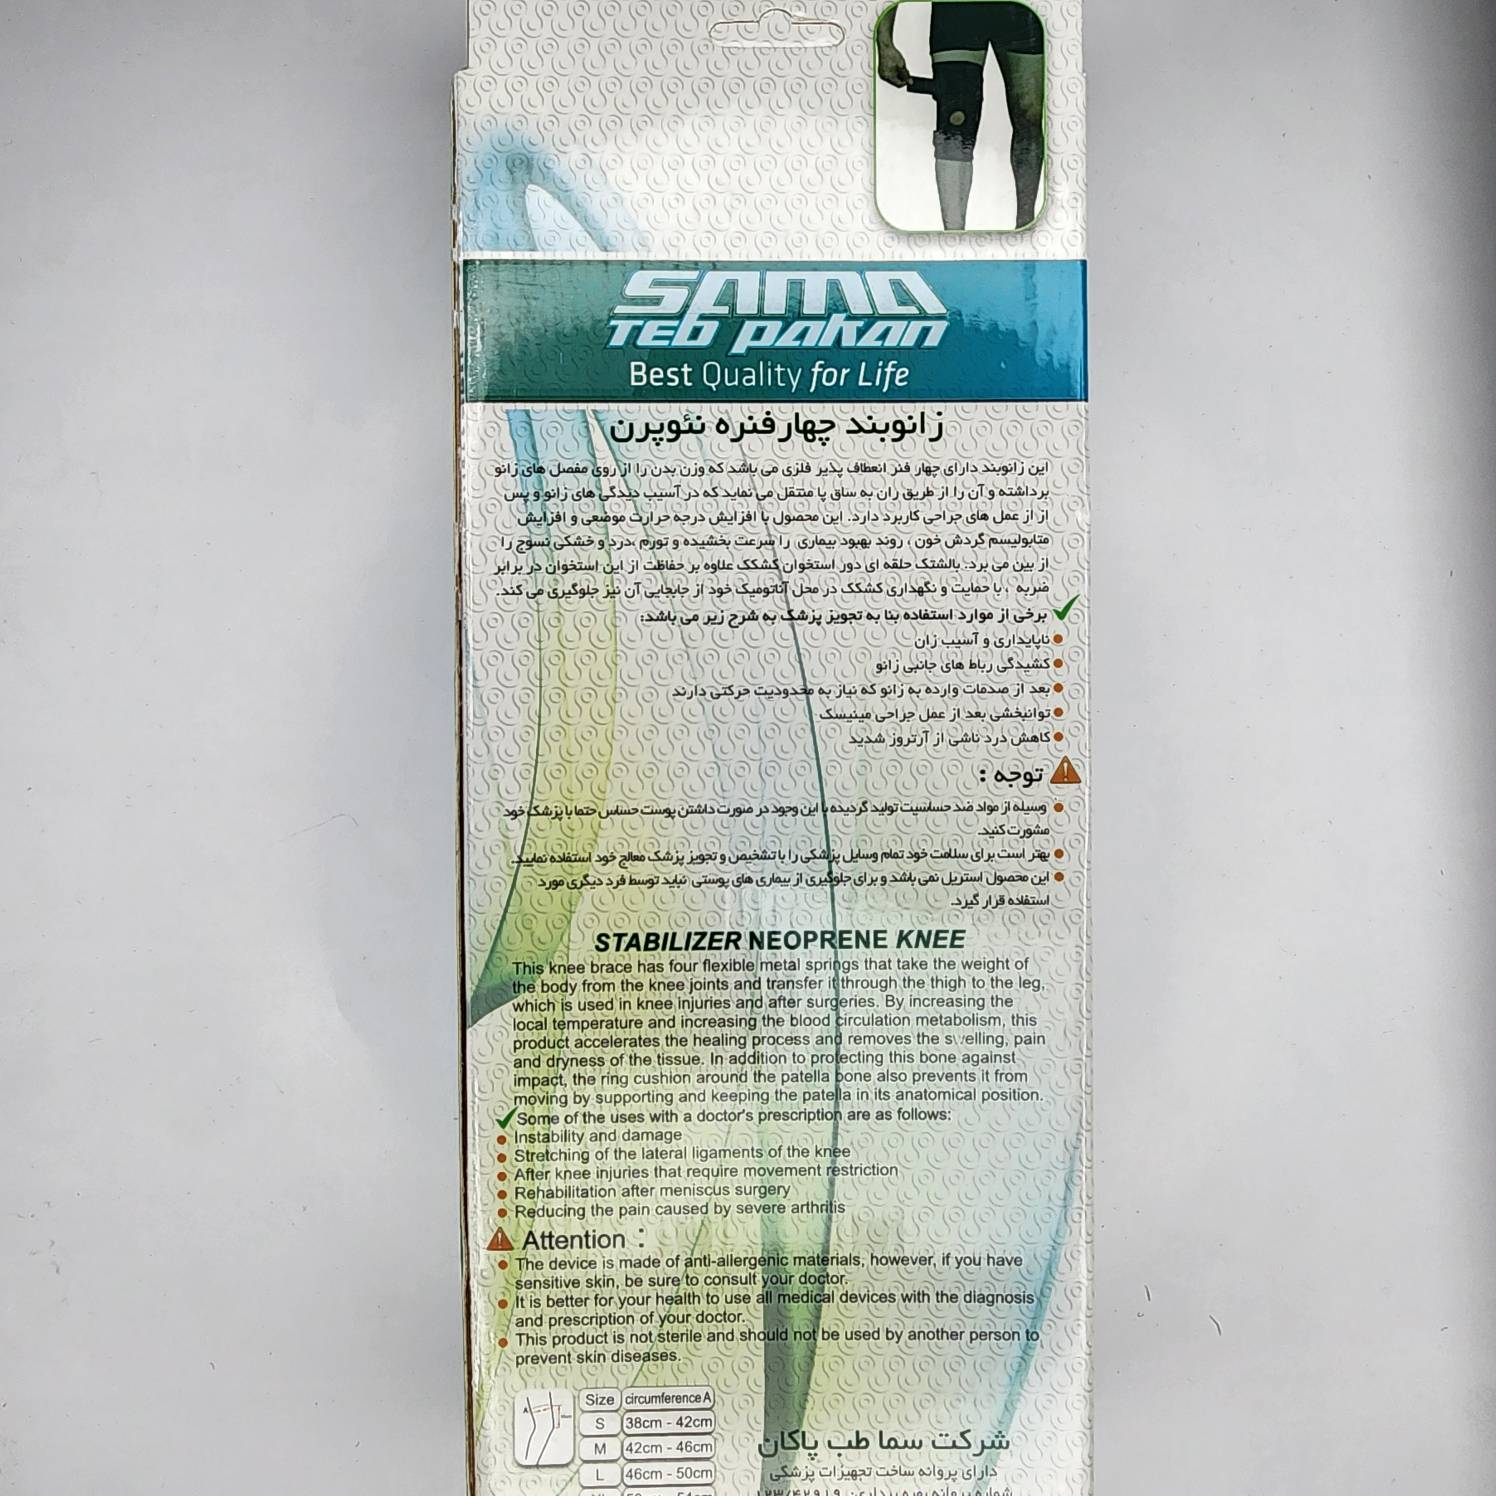 SAMA
TEB PAKAN
Best Quality for Life
زانوبند چهار فنره نئوپرن
این زانوبند دارای چهار فنر انعطاف پذیر فلزی می باشد که وزن بدن را از روی مفصل های زانو
برداشته و آن را از طریق ران به ساق پا منتقل می نماید که در آسیب دیدگی های زانو و پس
از از عمل های جراحی کاربرد دارد. این محصول با افزایش درجه حرارت موضعی و افزایش
متابولیسم گردش خون ، روند بهبود بیماری را سرعت بخشیده و تورم ،درد و خشکی نسوج را
از بین می برد. بالشتک حلقه ای دور استخوان کشکک علاوه بر حفاظت از این استخوان در برابر
ضربه ، با حمایت و نگهداری کشکک در محل آناتومیک خود از جابجایی آن نیز جلوگیری می کند.
برخی از موارد استفاده بنا به تجویز پزشک به شرح زیر می باشد:
ناپایداری و آسیب زان
کشیدگی رباط های جانبی زانو
بعد از صدمات وارده به زانو که نیاز به محدودیت حرکتی دارند
توانبخشی بعد از عمل جراحی مینیسک
کاهش درد ناشی از آرتروز شدید
توجه :
وسیله از مواد ضد حساسیت تولید گردیده با این وجود در صورت داشتن پوست حساس حتما با پزشک خود
مشورت کنید.
بهتر است برای سلامت خود تمام وسایل پزشکی را با تشخیص و تجویز پزشک معالج خود استفاده نمایید.
این محصول استریل نمی باشد و برای جلوگیری از بیماری های پوستی نباید توسط فرد دیگری مورد
استفاده قرار گیرد.
STABILIZER NEOPRENE KNEE
This knee brace has four flexible metal springs that take the weight of
the body from the knee joints and transfer it through the thigh to the leg,
which is used in knee injuries and after surgeries. By increasing the
local temperature and increasing the blood circulation metabolism, this
product accelerates the healing process and removes the swelling, pain
and dryness of the tissue. In addition to protecting this bone against
impact, the ring cushion around the patella bone also prevents it from
moving by supporting and keeping the patella in its anatomical position.
Some of the uses with a doctor's prescription are as follows:
Instability and damage
Stretching of the lateral ligaments of the knee
After knee injuries that require movement restriction
Rehabilitation after meniscus surgery
Reducing the pain caused by severe arthritis
Attention :
The device is made of anti-allergenic materials, however, if you have
sensitive skin, be sure to consult your doctor.
It is better for your health to use all medical devices with the diagnosis
and prescription of your doctor.
This product is not sterile and should not be used by another person to
prevent skin diseases.
A
Size circumference A
S 38cm - 42cm
M 42cm - 46cm
L 46cm - 50cm
شرکت سما طب پاکان
دارای پروانه ساخت تجهیزات پزشکی